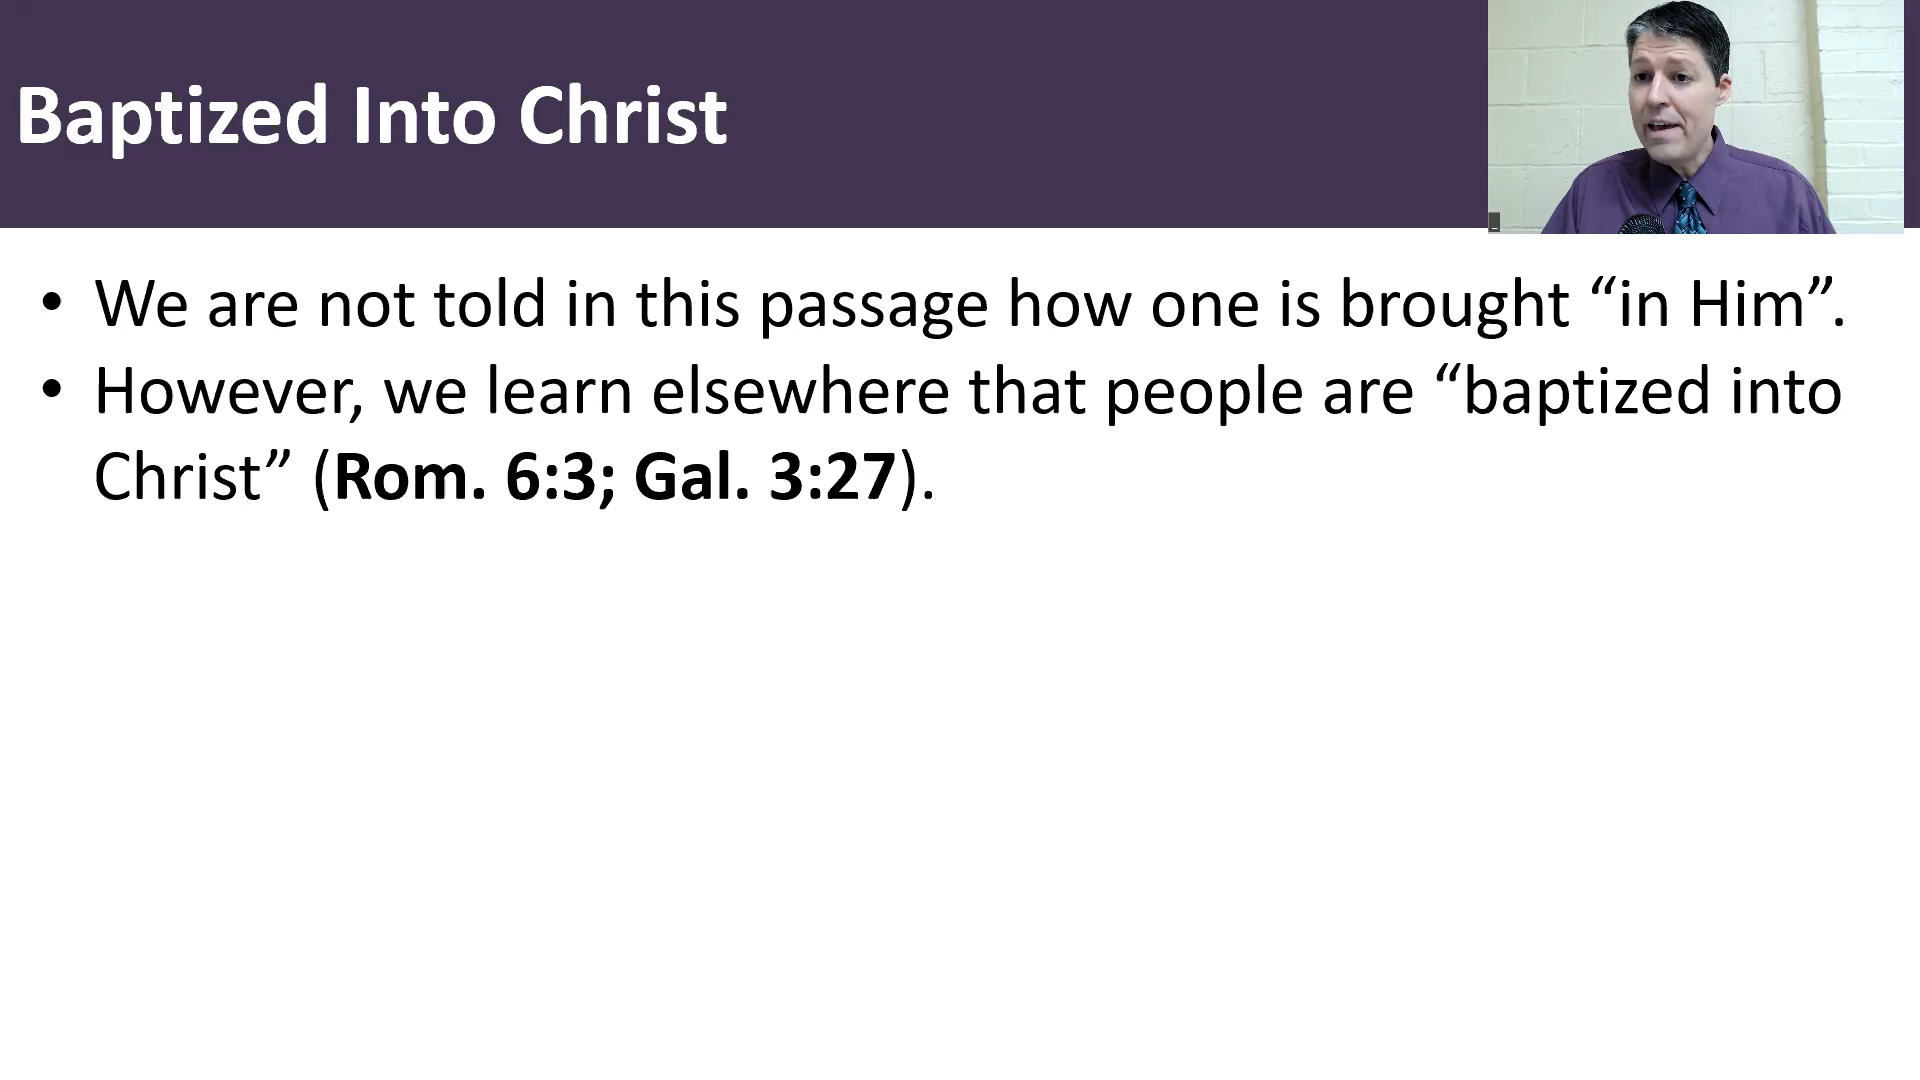 Baptized Into Christ
• We are not told in this passage how one is brought “in Him”.
• However, we learn elsewhere that people are “baptized into
Christ” (Rom. 6:3; Gal. 3:27).